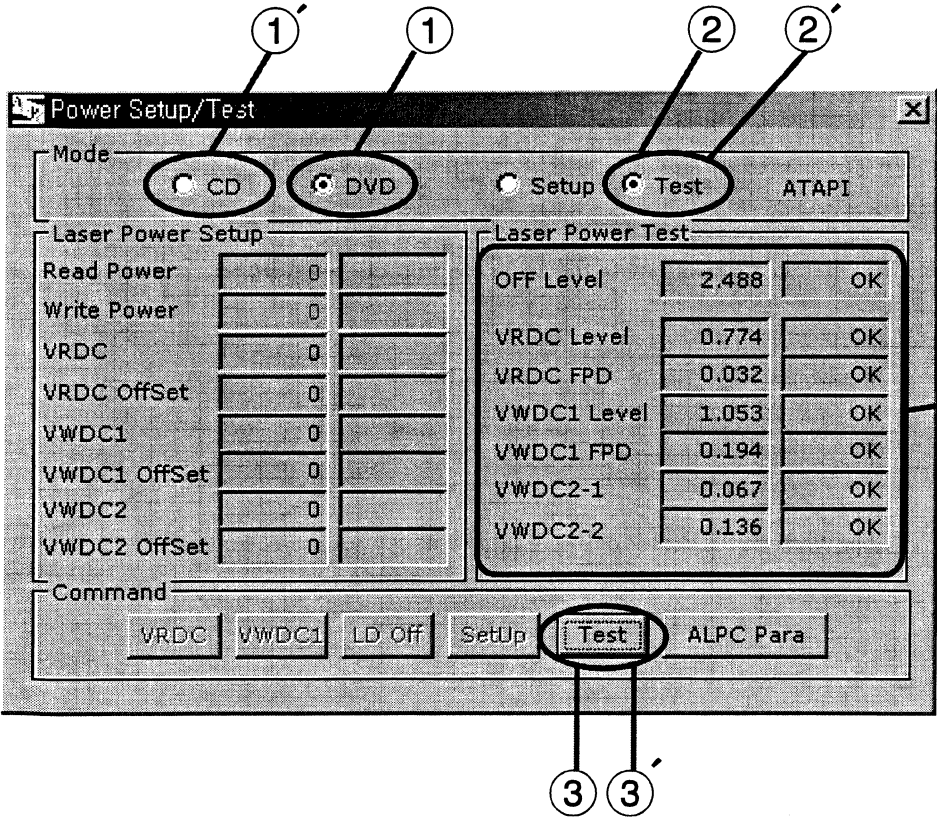 ①′ ① ② ②′
Power Setup/Test
Mode
CD DVD Setup Test ATAPI
Laser Power Setup
Read Power 0
Write Power 0
VRDC 0
VRDC OffSet 0
VWDC1 0
VWDC1 OffSet 0
VWDC2 0
VWDC2 OffSet 0
Laser Power Test
OFF Level 2.488 OK
VRDC Level 0.774 OK
VRDC FPD 0.032 OK
VWDC1 Level 1.053 OK
VWDC1 FPD 0.194 OK
VWDC2-1 0.067 OK
VWDC2-2 0.136 OK
Command
VRDC VWDC1 LD Off SetUp Test ALPC Para
③ ③′